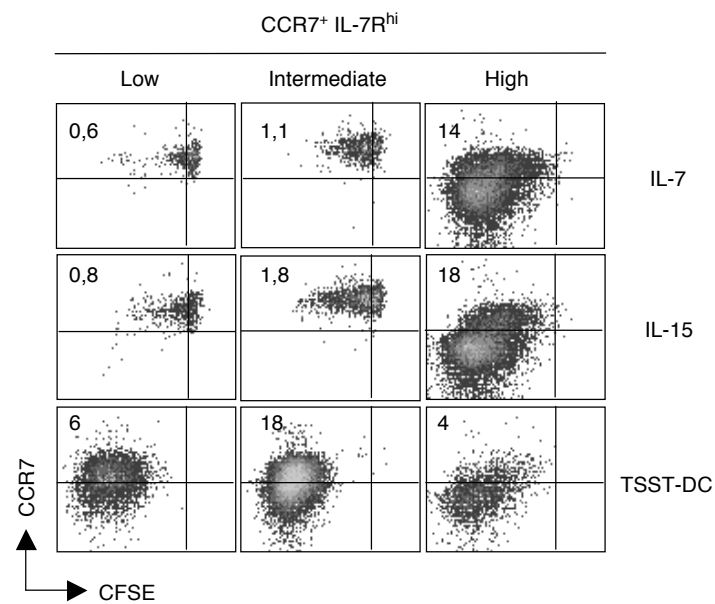 CCR7⁺ IL-7Rʰⁱ
Low Intermediate High
0,6 1,1 14 IL-7
0,8 1,8 18 IL-15
6 18 4 TSST-DC
CCR7
CFSE